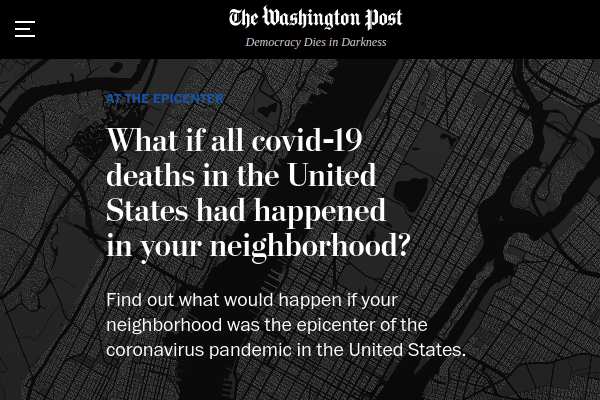 The Washington Post
Democracy Dies in Darkness
AT THE EPICENTER
What if all covid-19
deaths in the United
States had happened
in your neighborhood?
Find out what would happen if your
neighborhood was the epicenter of the
coronavirus pandemic in the United States.